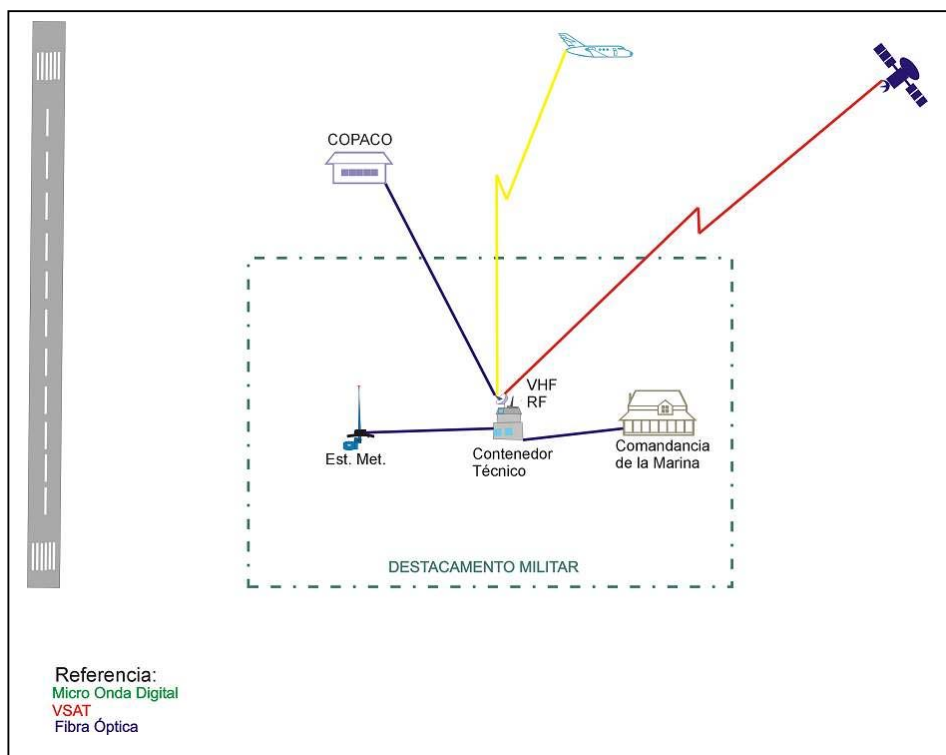 COPACO
VHF
RF
Est. Met.
Contenedor
Técnico
Comandancia
de la Marina
DESTACAMENTO MILITAR
Referencia:
Micro Onda Digital
VSAT
Fibra Óptica